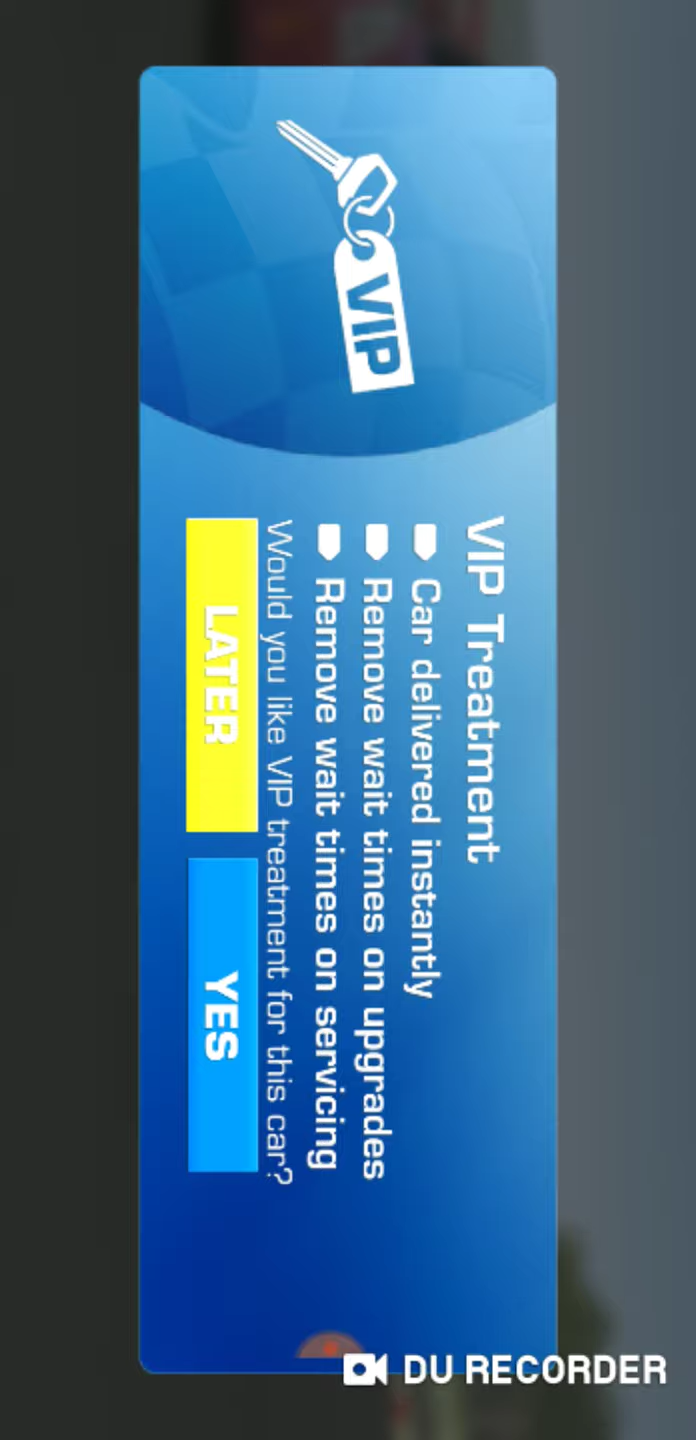 VIP
VIP Treatment
Car delivered instantly
Remove wait times on upgrades
Remove wait times on servicing
Would you like VIP treatment for this car?
LATER
YES
DU RECORDER